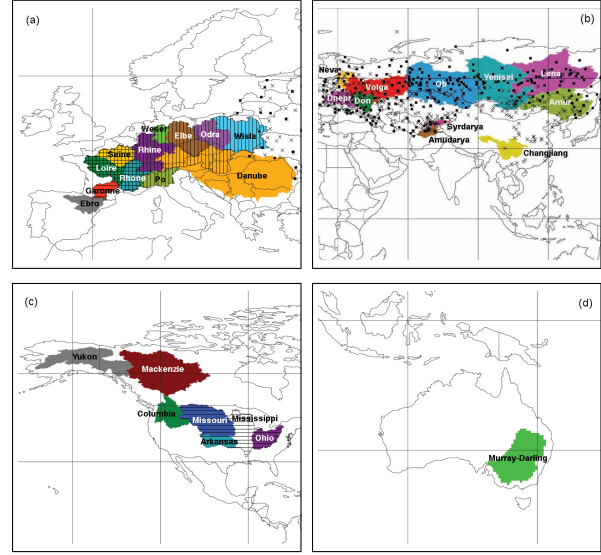 (a)
Weser
Elbe
Odra
Wisla
Rhine
Seine
Loire
Rhone
Po
Danube
Garonne
Ebro
(b)
Neva
Volga
Ob
Yenisei
Lena
Dnepr
Don
Amur
Syrdarya
Amudarya
Changjiang
(c)
Yukon
Mackenzie
Columbia
Missouri
Mississippi
Arkansas
Ohio
(d)
Murray-Darling